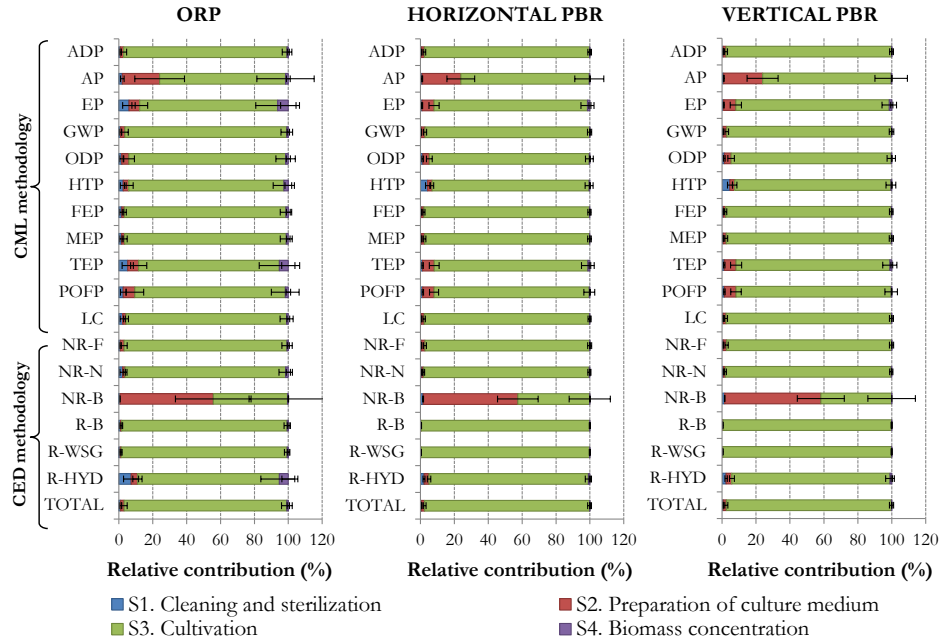 ORP
HORIZONTAL PBR
VERTICAL PBR
CML methodology
CED methodology
ADP
AP
EP
GWP
ODP
HTP
FEP
MEP
TEP
POFP
LC
NR-F
NR-N
NR-B
R-B
R-WSG
R-HYD
TOTAL
0 20 40 60 80 100 120
Relative contribution (%)
ADP
AP
EP
GWP
ODP
HTP
FEP
MEP
TEP
POFP
LC
NR-F
NR-N
NR-B
R-B
R-WSG
R-HYD
TOTAL
0 20 40 60 80 100 120
Relative contribution (%)
ADP
AP
EP
GWP
ODP
HTP
FEP
MEP
TEP
POFP
LC
NR-F
NR-N
NR-B
R-B
R-WSG
R-HYD
TOTAL
0 20 40 60 80 100 120
Relative contribution (%)
S1. Cleaning and sterilization
S2. Preparation of culture medium
S3. Cultivation
S4. Biomass concentration